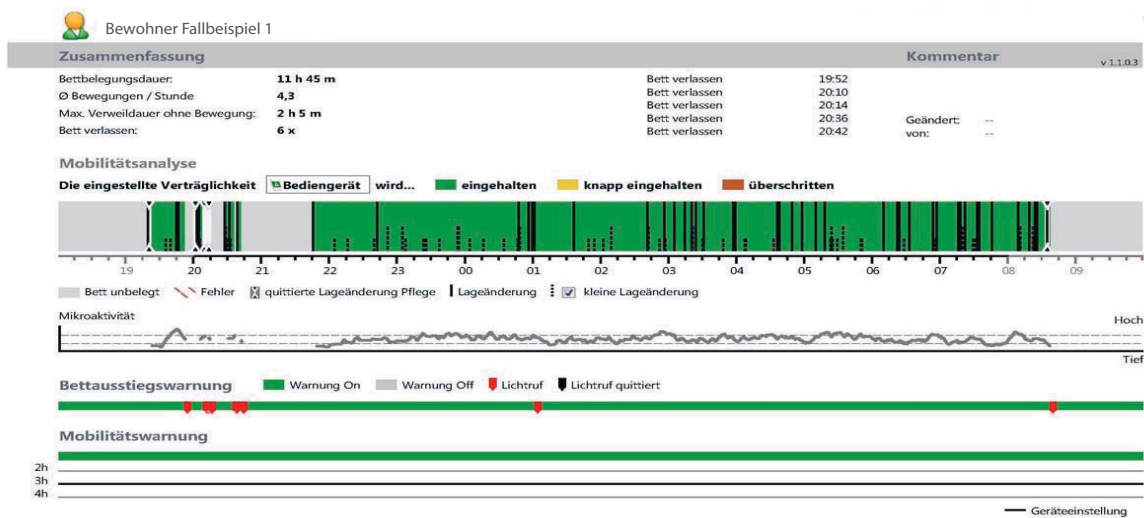 Bewohner Fallbeispiel 1
Zusammenfassung Kommentar v 1.1.0.3
Bettbelegungsdauer: 11 h 45 m Bett verlassen 19:52
Ø Bewegungen / Stunde 4,3 Bett verlassen 20:10
Max. Verweildauer ohne Bewegung: 2 h 5 m Bett verlassen 20:14
Bett verlassen: 6 x Bett verlassen 20:36 Geändert: --
Bett verlassen 20:42 von: --
Mobilitätsanalyse
Die eingestellte Verträglichkeit Bediengerät wird... eingehalten knapp eingehalten überschritten
19 20 21 22 23 00 01 02 03 04 05 06 07 08 09
Bett unbelegt Fehler quittierte Lageänderung Pflege Lageänderung kleine Lageänderung
Mikroaktivität
Hoch
Tief
Bettausstiegswarnung Warnung On Warnung Off Lichtruf Lichtruf quittiert
Mobilitätswarnung
2h
3h
4h
Geräteeinstellung